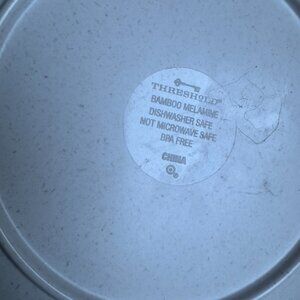 THRESHOLD
BAMBOO MELAMINE
DISHWASHER SAFE
NOT MICROWAVE SAFE
BPA FREE
CHINA